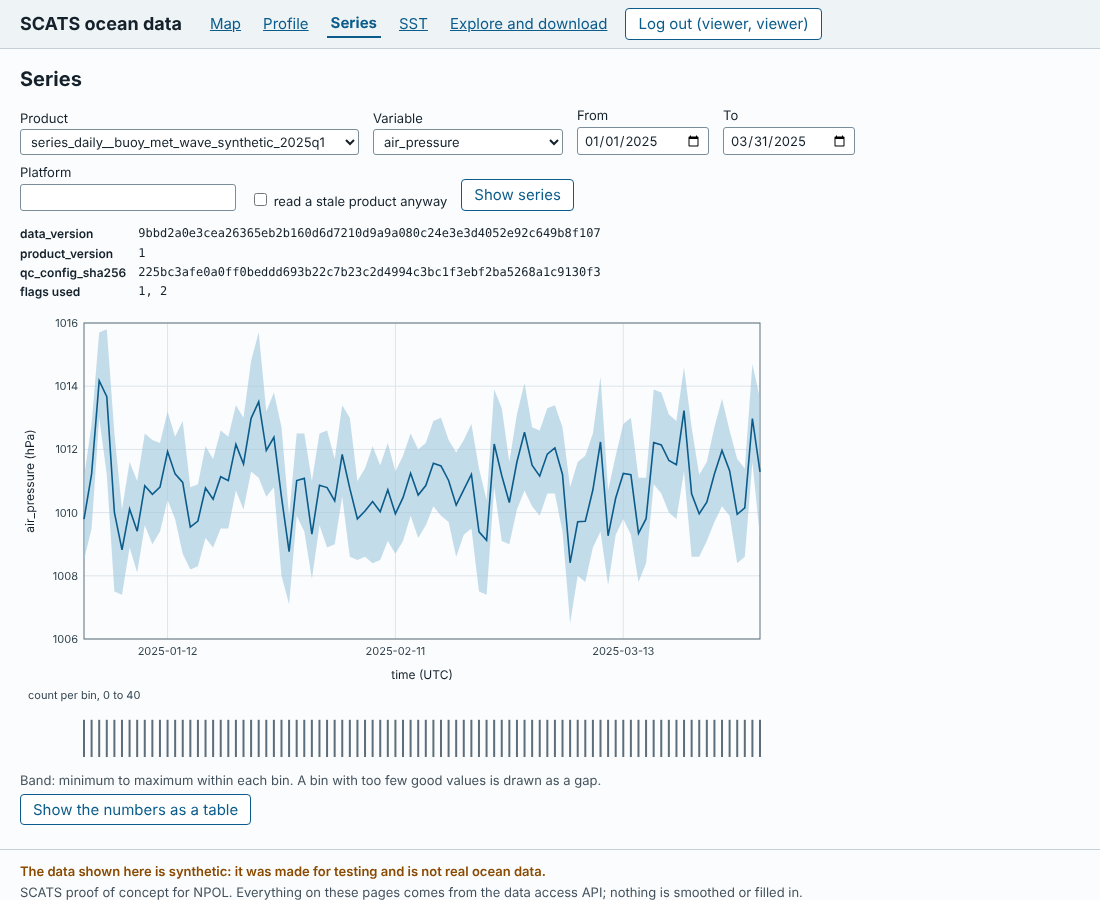 SCATS ocean data Map Profile Series SST Explore and download Log out (viewer, viewer)
Series
Product Variable From To
series_daily__buoy_met_wave_synthetic_2025q1 air_pressure 01/01/2025 03/31/2025
Platform
read a stale product anyway Show series
data_version 9bbd2a0e3cea26365eb2b160d6d7210d9a9a080c24e3e3d4052e92c649b8f107
product_version 1
qc_config_sha256 225bc3afe0a0ff0beddd693b22c7b23c2d4994c3bc1f3ebf2ba5268a1c9130f3
flags used 1, 2
1016
1014
1012
1010
1008
1006
air_pressure (hPa)
2025-01-12 2025-02-11 2025-03-13
time (UTC)
count per bin, 0 to 40
Band: minimum to maximum within each bin. A bin with too few good values is drawn as a gap.
Show the numbers as a table
The data shown here is synthetic: it was made for testing and is not real ocean data.
SCATS proof of concept for NPOL. Everything on these pages comes from the data access API; nothing is smoothed or filled in.